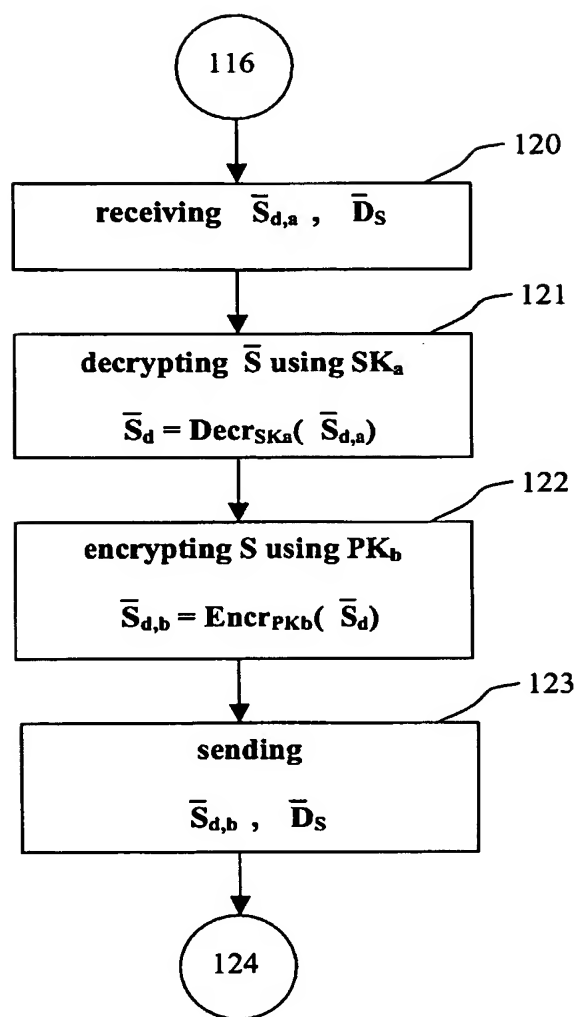 116
120
receiving S̅d,a , D̅S
121
decrypting S̅ using SKa
S̅d = DecrSKa( S̅d,a)
122
encrypting S using PKb
S̅d,b = EncrPKb( S̅d)
123
sending
S̅d,b , D̅S
124